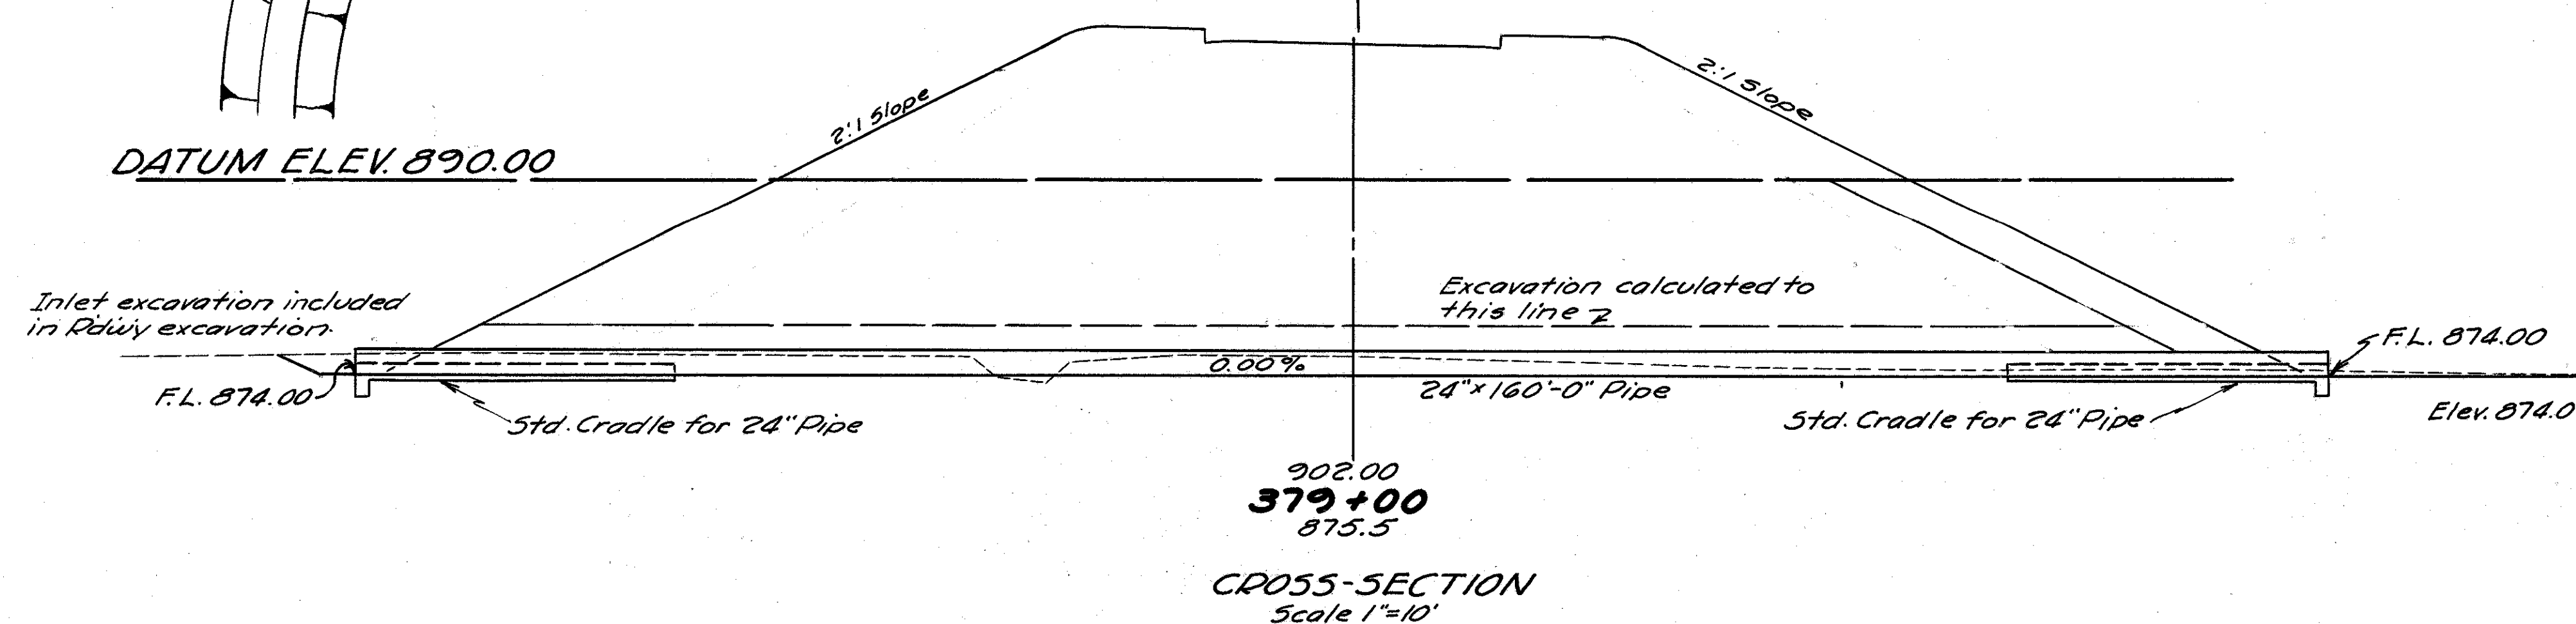 2:1 Slope
2:1 Slope
DATUM ELEV. 890.00
Inlet excavation included
in Rdwy excavation.
Excavation calculated to
this line
F.L. 874.00
0.00%
24"x160'-0" Pipe
F.L. 874.00
Std. Cradle for 24" Pipe
Std. Cradle for 24" Pipe
Elev. 874.0
902.00
379+00
875.5
CROSS-SECTION
Scale 1"=10'